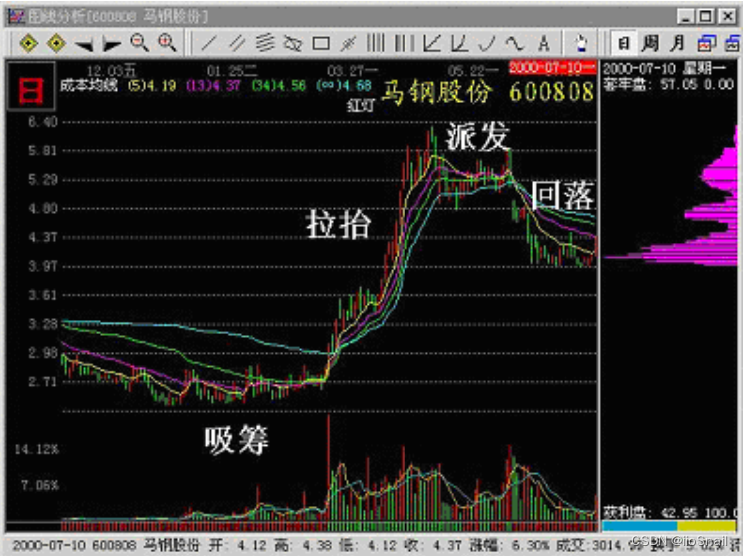 图线分析[600808 马钢股份]
日 周 月
12.03五 01.25二 03.27一 05.22一 2000-07-10一
2000-07-10 星期一
日
成本均线 (5)4.19 (13)4.37 (34)4.56 (∞)4.68
马钢股份 600808
套牢盘: 57.05 0.00
红灯
6.40
派发
5.81
5.29
回落
4.80
拉抬
4.37
3.97
3.61
3.28
2.98
2.71
吸筹
14.12%
7.06%
获利盘: 42.95 100.0
2000-07-10 600808 马钢股份 开: 4.12 高: 4.38 低: 4.12 收: 4.37 涨幅: 6.30% 成交:3014